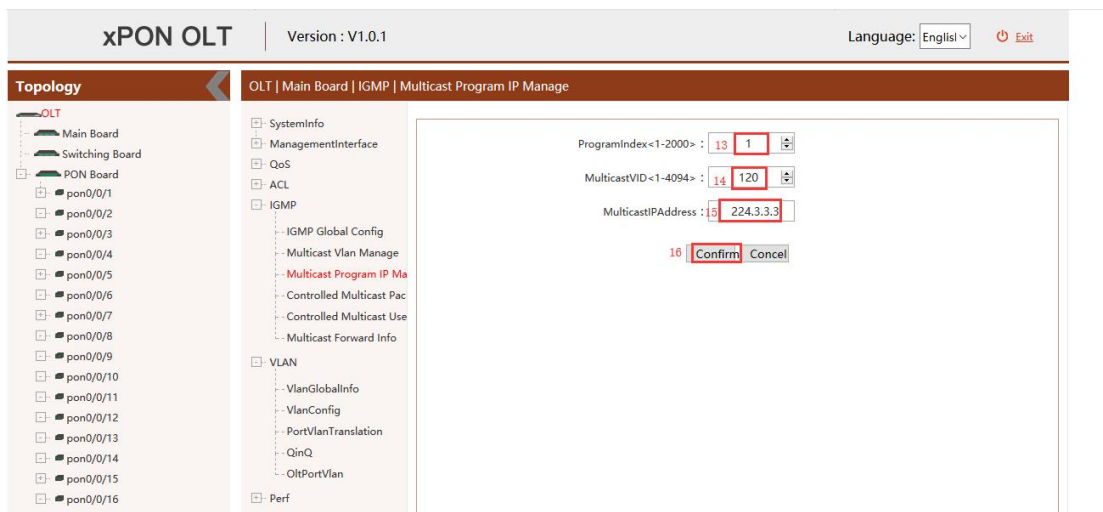 xPON OLT
Version : V1.0.1
Language: Englisl
Exit
Topology
OLT | Main Board | IGMP | Multicast Program IP Manage
OLT
Main Board
Switching Board
PON Board
pon0/0/1
pon0/0/2
pon0/0/3
pon0/0/4
pon0/0/5
pon0/0/6
pon0/0/7
pon0/0/8
pon0/0/9
pon0/0/10
pon0/0/11
pon0/0/12
pon0/0/13
pon0/0/14
pon0/0/15
pon0/0/16
SystemInfo
ManagementInterface
QoS
ACL
IGMP
IGMP Global Config
Multicast Vlan Manage
Multicast Program IP Ma
Controlled Multicast Pac
Controlled Multicast Use
Multicast Forward Info
VLAN
VlanGlobalInfo
VlanConfig
PortVlanTranslation
QinQ
OltPortVlan
Perf
ProgramIndex<1-2000> : 13 1
MulticastVID<1-4094> : 14 120
MulticastIPAddress : 15 224.3.3.3
16 Confirm Concel